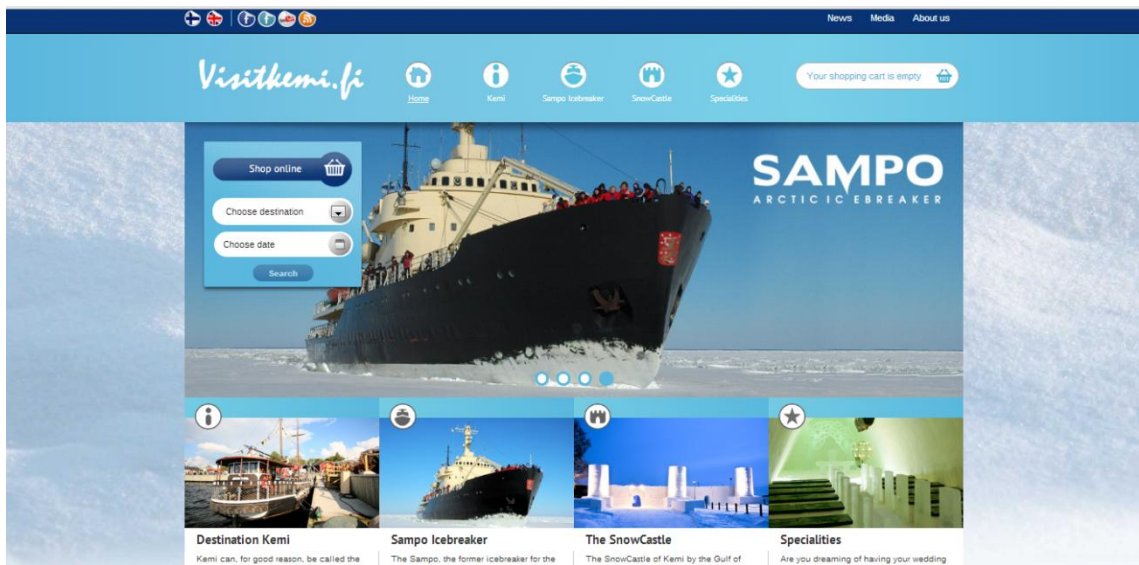 News Media About us
Visitkemi.fi
Home Kemi Sampo Icebreaker SnowCastle Specialities
Your shopping cart is empty
Shop online
Choose destination
Choose date
Search
SAMPO
ARCTIC IC EBREAKER
Destination Kemi
Kemi can, for good reason, be called the
Sampo Icebreaker
The Sampo, the former icebreaker for the
The SnowCastle
The SnowCastle of Kemi by the Gulf of
Specialities
Are you dreaming of having your wedding